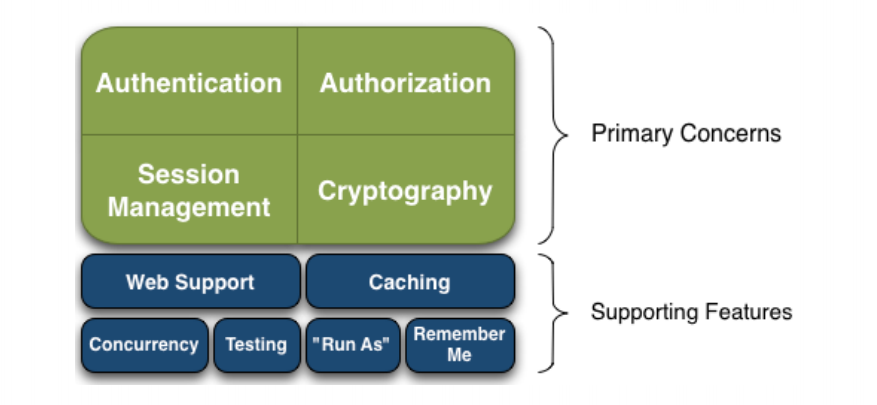 Authentication
Authorization
Primary Concerns
Session
Management
Cryptography
Web Support
Caching
Supporting Features
Concurrency
Testing
"Run As"
Remember
Me